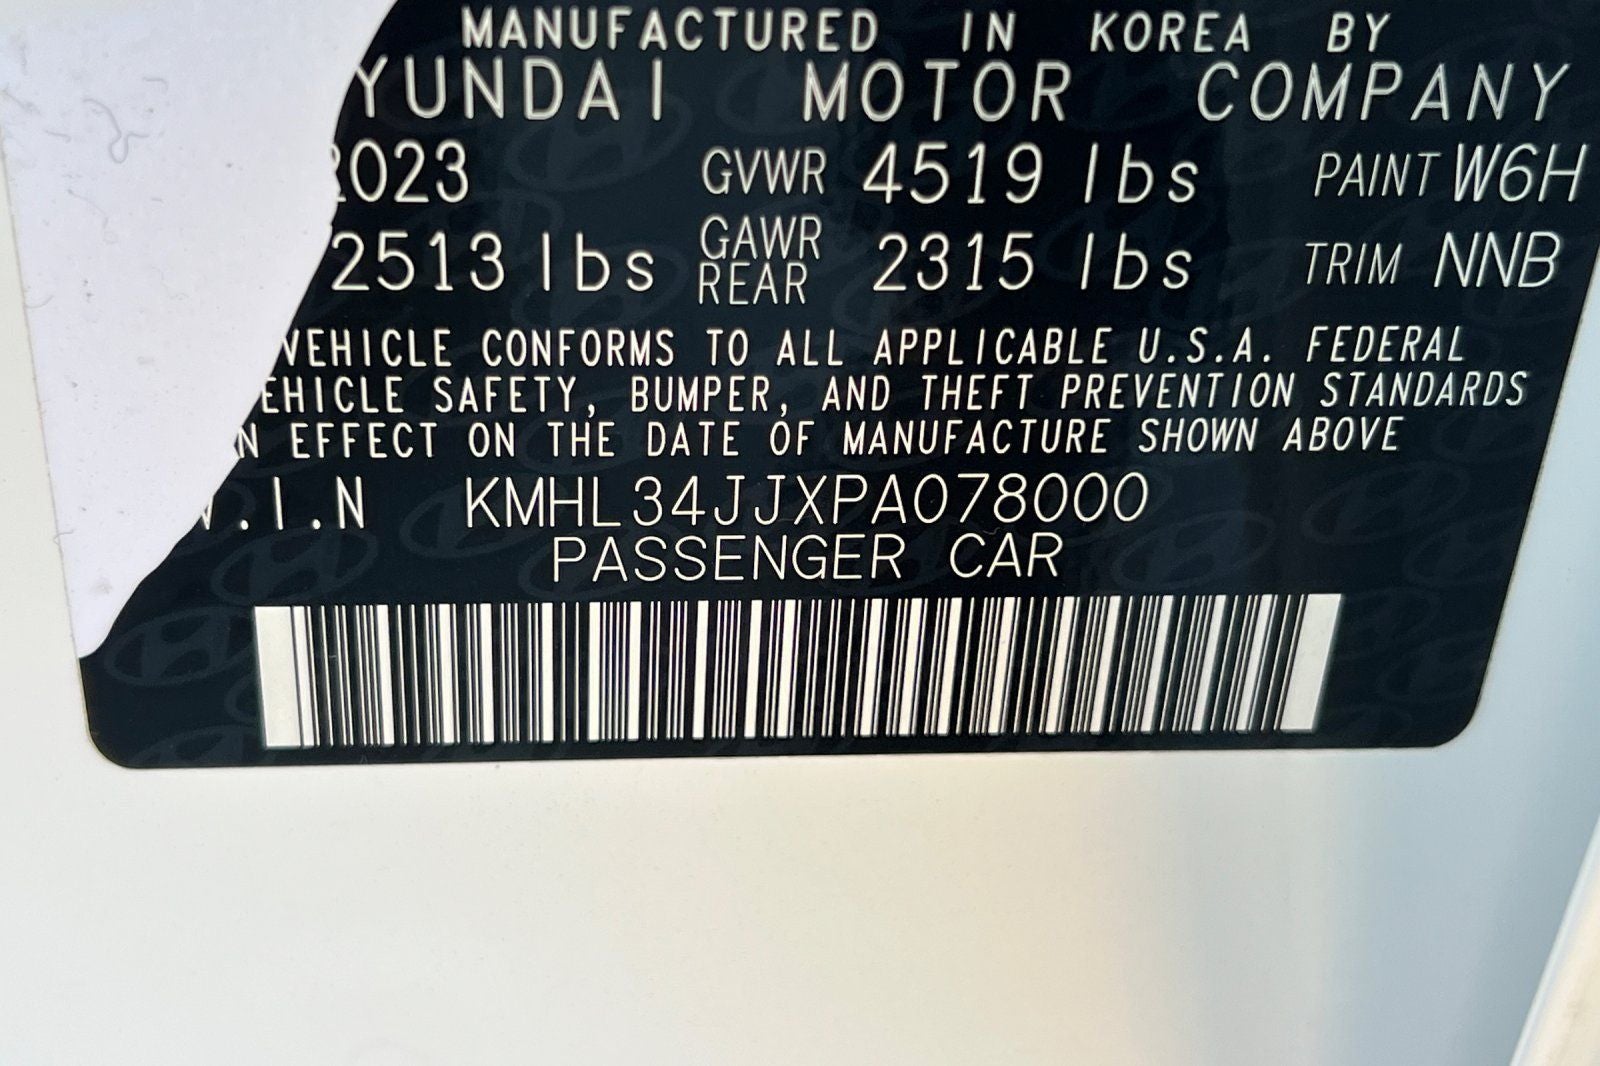 MANUFACTURED IN KOREA BY
YUNDAI MOTOR COMPANY
2023 GVWR 4519 lbs PAINT W6H
2513 lbs GAWR REAR 2315 lbs TRIM NNB
VEHICLE CONFORMS TO ALL APPLICABLE U.S.A. FEDERAL
EHICLE SAFETY, BUMPER, AND THEFT PREVENTION STANDARDS
N EFFECT ON THE DATE OF MANUFACTURE SHOWN ABOVE
V.I.N KMHL34JJXPA078000
PASSENGER CAR